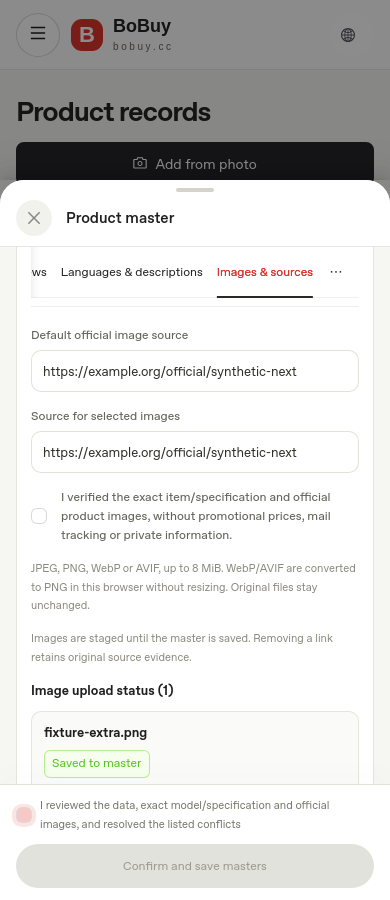 B
BoBuy
bobuy.cc
Product records
Add from photo
Product master
ws Languages & descriptions Images & sources ···
Default official image source
https://example.org/official/synthetic-next
Source for selected images
https://example.org/official/synthetic-next
I verified the exact item/specification and official
product images, without promotional prices, mail
tracking or private information.
JPEG, PNG, WebP or AVIF, up to 8 MiB. WebP/AVIF are converted
to PNG in this browser without resizing. Original files stay
unchanged.
Images are staged until the master is saved. Removing a link
retains original source evidence.
Image upload status (1)
fixture-extra.png
Saved to master
I reviewed the data, exact model/specification and official
images, and resolved the listed conflicts
Confirm and save masters